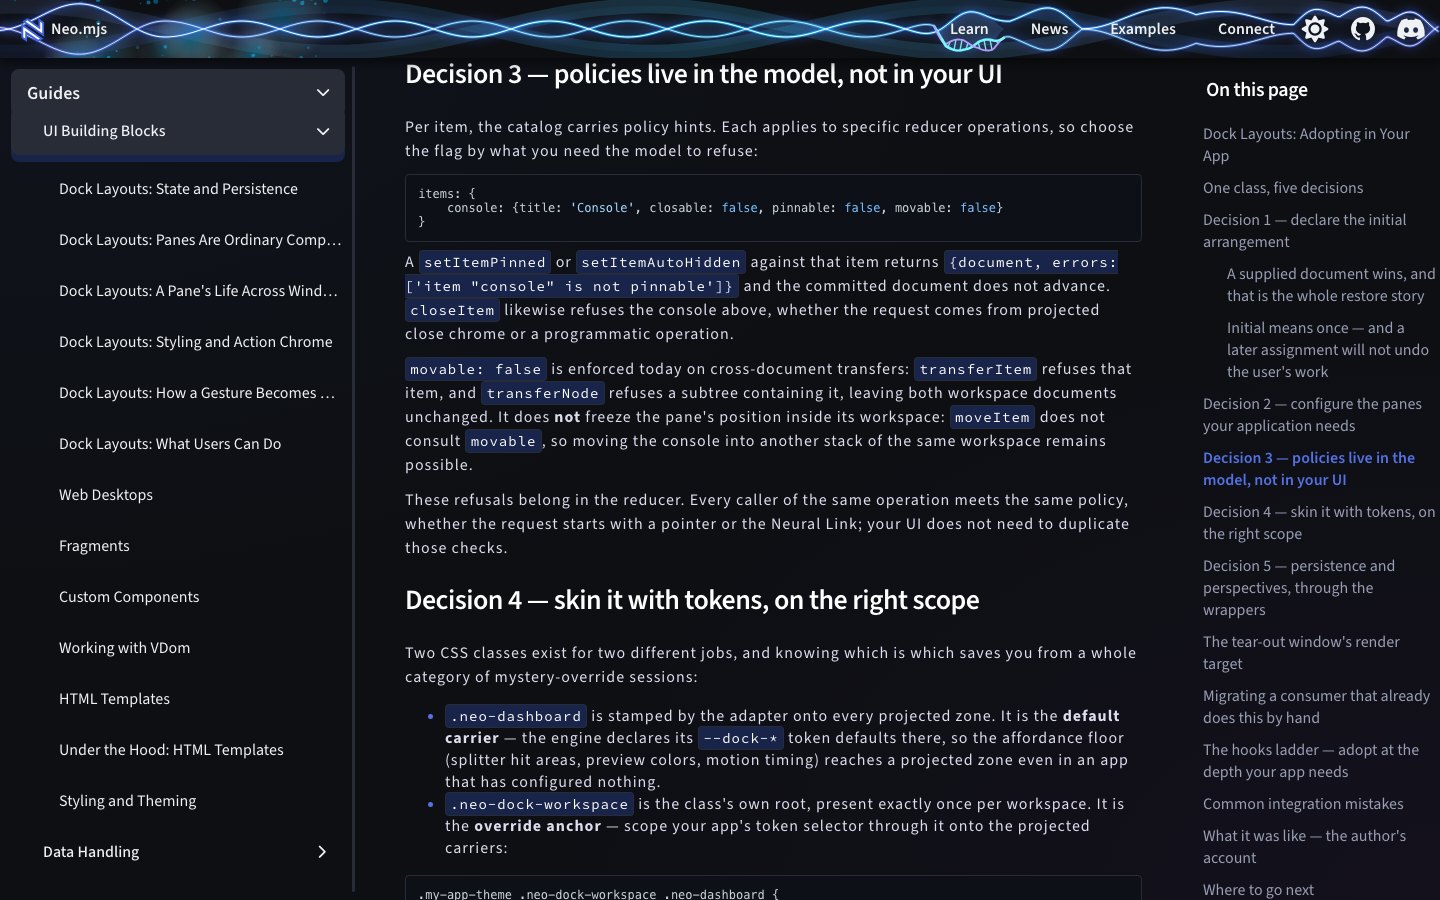 Neo.mjs
Learn
News
Examples
Connect
Guides
UI Building Blocks
Dock Layouts: State and Persistence
Dock Layouts: Panes Are Ordinary Comp…
Dock Layouts: A Pane's Life Across Wind…
Dock Layouts: Styling and Action Chrome
Dock Layouts: How a Gesture Becomes …
Dock Layouts: What Users Can Do
Web Desktops
Fragments
Custom Components
Working with VDom
HTML Templates
Under the Hood: HTML Templates
Styling and Theming
Data Handling
Decision 3 — policies live in the model, not in your UI
Per item, the catalog carries policy hints. Each applies to specific reducer operations, so choose
the flag by what you need the model to refuse:
items: {
    console: {title: 'Console', closable: false, pinnable: false, movable: false}
}
A setItemPinned or setItemAutoHidden against that item returns {document, errors:
['item "console" is not pinnable']} and the committed document does not advance.
closeItem likewise refuses the console above, whether the request comes from projected
close chrome or a programmatic operation.
movable: false is enforced today on cross-document transfers: transferItem refuses that
item, and transferNode refuses a subtree containing it, leaving both workspace documents
unchanged. It does not freeze the pane's position inside its workspace: moveItem does not
consult movable, so moving the console into another stack of the same workspace remains
possible.
These refusals belong in the reducer. Every caller of the same operation meets the same policy,
whether the request starts with a pointer or the Neural Link; your UI does not need to duplicate
those checks.
Decision 4 — skin it with tokens, on the right scope
Two CSS classes exist for two different jobs, and knowing which is which saves you from a whole
category of mystery-override sessions:
• .neo-dashboard is stamped by the adapter onto every projected zone. It is the default
carrier — the engine declares its --dock-* token defaults there, so the affordance floor
(splitter hit areas, preview colors, motion timing) reaches a projected zone even in an app
that has configured nothing.
• .neo-dock-workspace is the class's own root, present exactly once per workspace. It is
the override anchor — scope your app's token selector through it onto the projected
carriers:
.my-app-theme .neo-dock-workspace .neo-dashboard {
On this page
Dock Layouts: Adopting in Your
App
One class, five decisions
Decision 1 — declare the initial
arrangement
A supplied document wins, and
that is the whole restore story
Initial means once — and a
later assignment will not undo
the user's work
Decision 2 — configure the panes
your application needs
Decision 3 — policies live in the
model, not in your UI
Decision 4 — skin it with tokens, on
the right scope
Decision 5 — persistence and
perspectives, through the
wrappers
The tear-out window's render
target
Migrating a consumer that already
does this by hand
The hooks ladder — adopt at the
depth your app needs
Common integration mistakes
What it was like — the author's
account
Where to go next